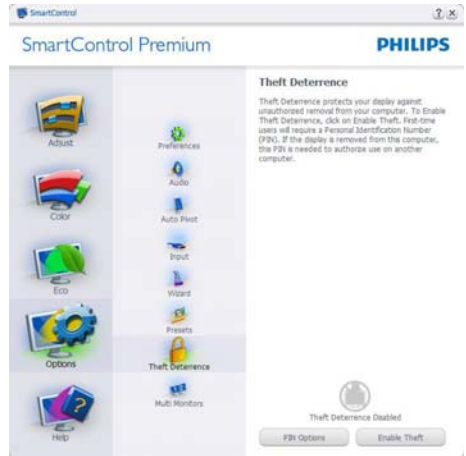 SmartControl
SmartControl Premium
PHILIPS
Adjust
Color
Eco
Options
Help
Preferences
Audio
Auto Pivot
Input
Wizard
Presets
Theft Deterrence
Multi Monitors
Theft Deterrence
Theft Deterrence protects your display against
unauthorized removal from your computer. To Enable
Theft Deterrence, click on Enable Theft. First-time
users will require a Personal Identification Number
(PIN). If the display is removed from this computer,
this PIN is needed to authorize use on another
computer.
Theft Deterrence Disabled
PIN Options
Enable Theft